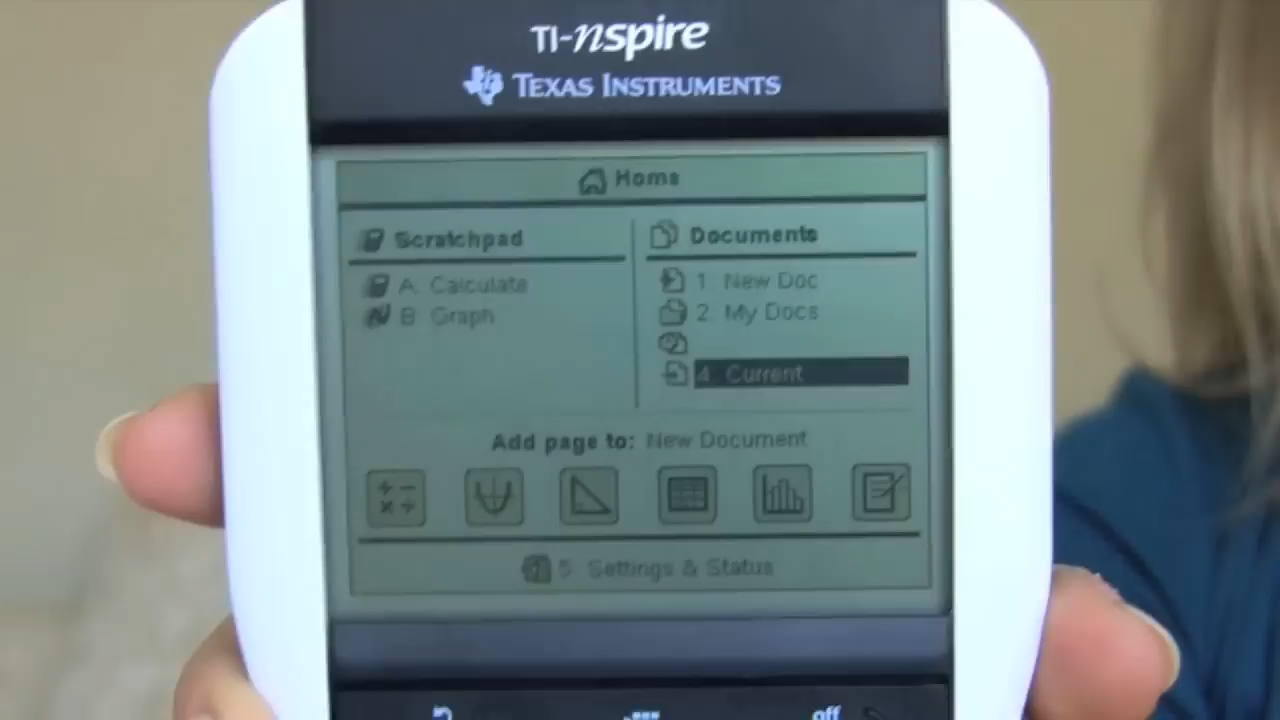 TI-nspire
TEXAS INSTRUMENTS
Home
Scratchpad
A: Calculate
B: Graph
Documents
1: New Doc
2: My Docs
4: Current
Add page to: New Document
5: Settings & Status
off